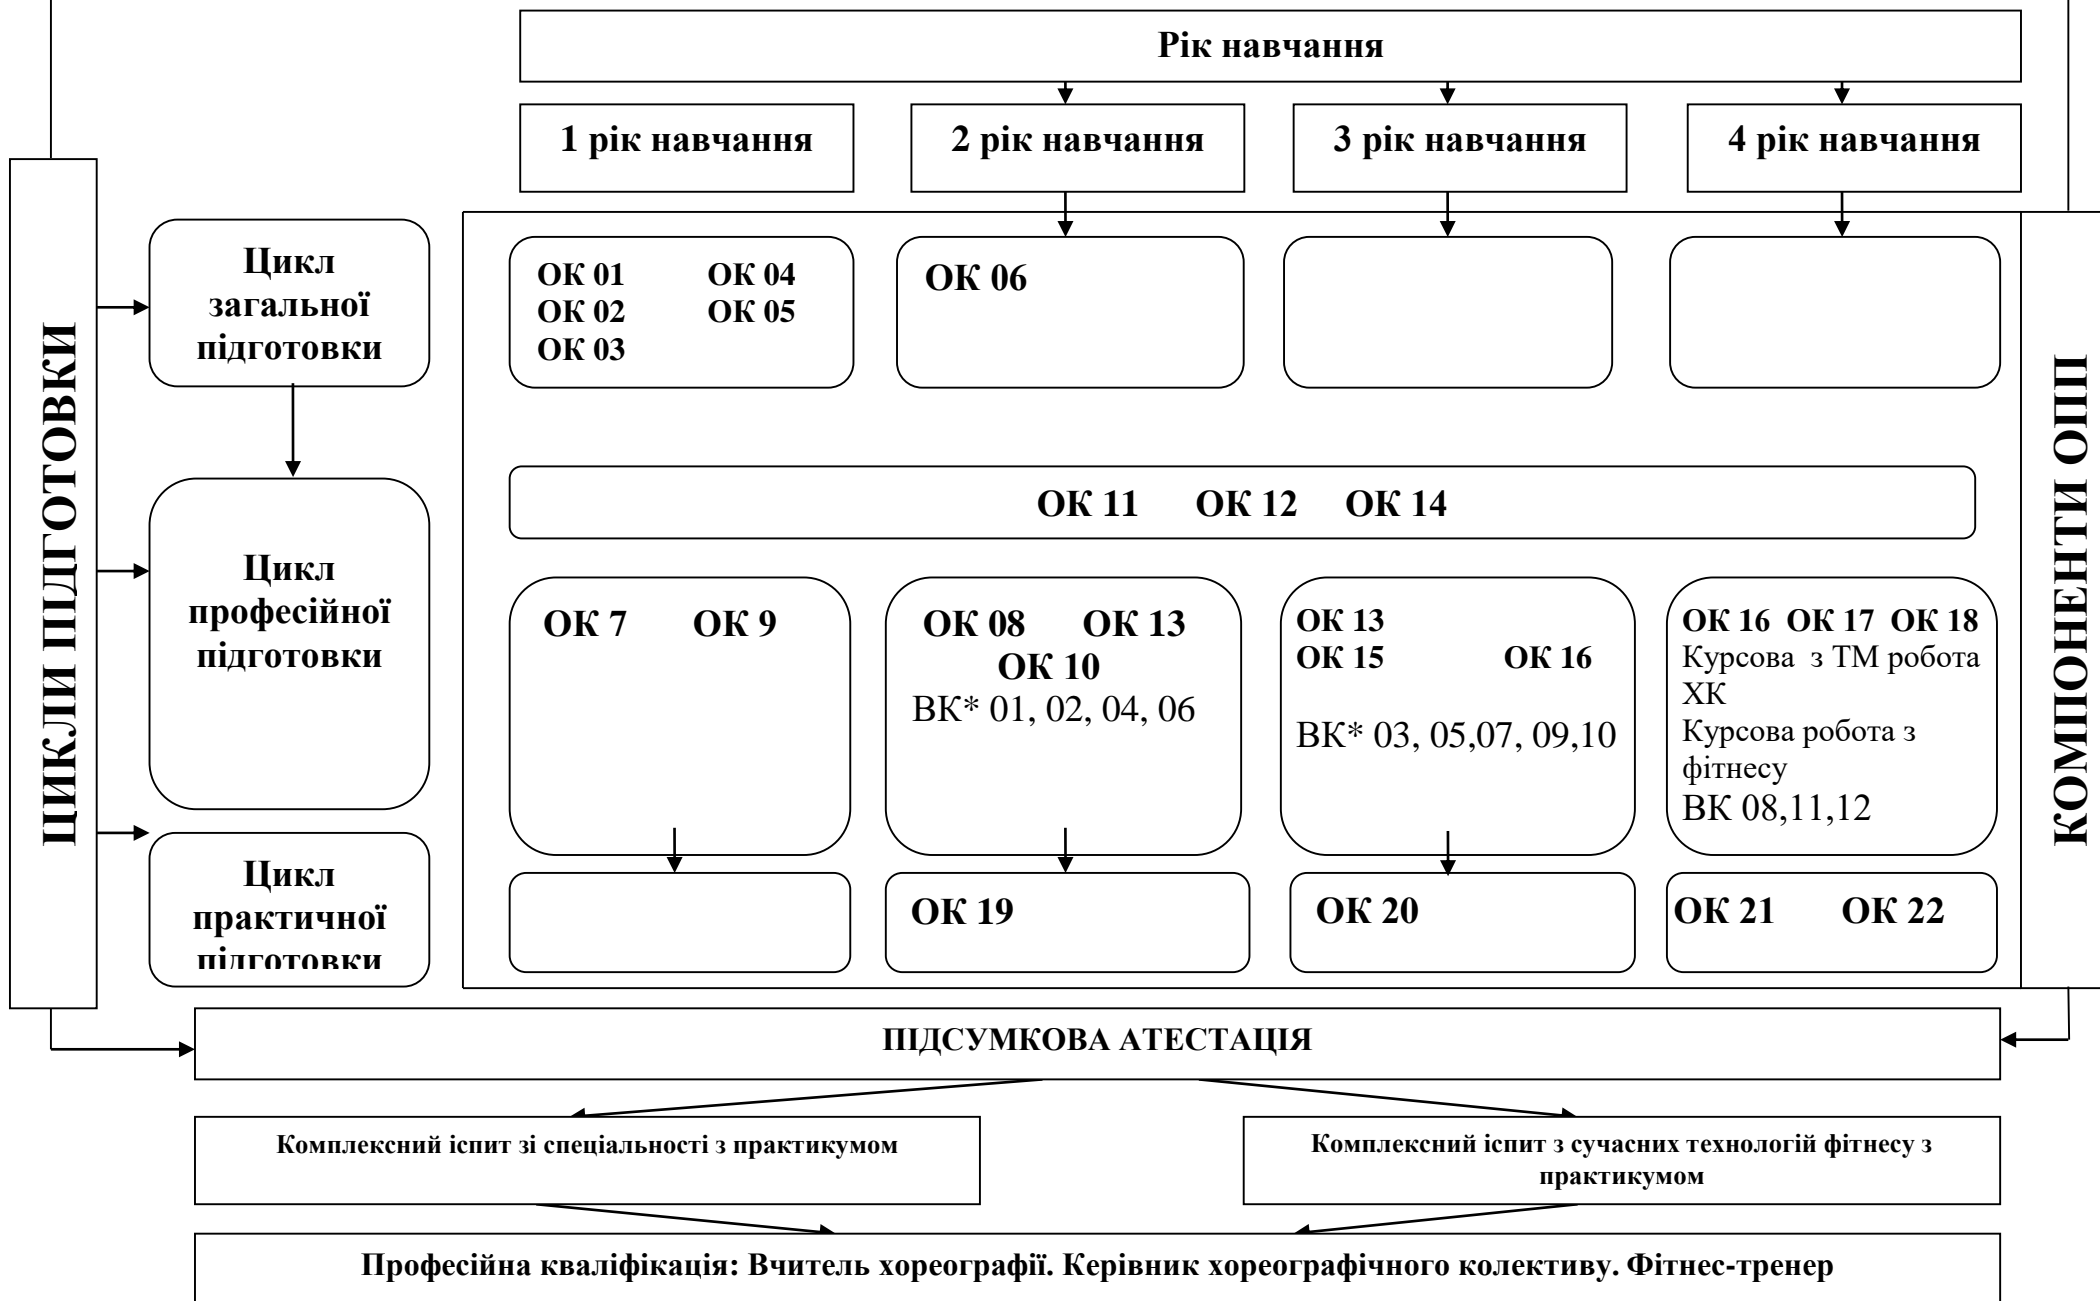 Рік навчання
1 рік навчання
2 рік навчання
3 рік навчання
4 рік навчання
ЦИКЛИ ПІДГОТОВКИ
Цикл
загальної
підготовки
ОК 01 ОК 04
ОК 02 ОК 05
ОК 03
ОК 06
КОМПОНЕНТИ ОПП
ОК 11 ОК 12 ОК 14
Цикл
професійної
підготовки
ОК 7 ОК 9
ОК 08 ОК 13
ОК 10
ВК* 01, 02, 04, 06
ОК 13
ОК 15 ОК 16
ВК* 03, 05,07, 09,10
ОК 16 ОК 17 ОК 18
Курсова з ТМ робота
ХК
Курсова робота з
фітнесу
ВК 08,11,12
Цикл
практичної
підготовки
ОК 19
ОК 20
ОК 21 ОК 22
ПІДСУМКОВА АТЕСТАЦІЯ
Комплексний іспит зі спеціальності з практикумом
Комплексний іспит з сучасних технологій фітнесу з
практикумом
Професійна кваліфікація: Вчитель хореографії. Керівник хореографічного колективу. Фітнес-тренер